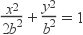 x²/2b² + y²/b² = 1